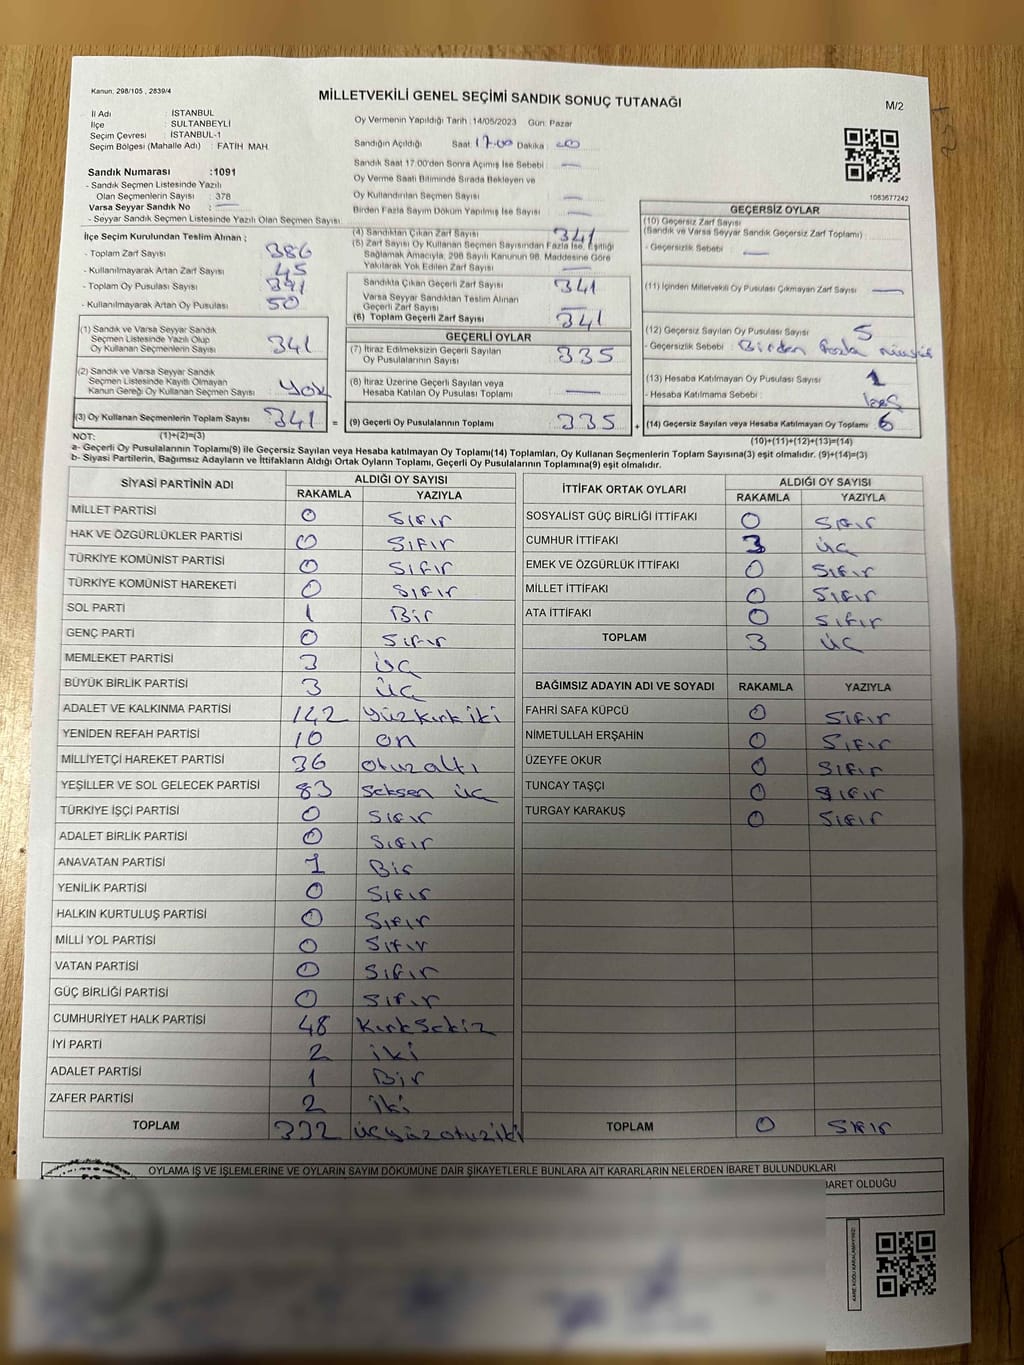 Kanun: 298/105 , 2839/4
MİLLETVEKİLİ GENEL SEÇİMİ SANDIK SONUÇ TUTANAĞI
M/2
İl Adı : İSTANBUL
İlçe : SULTANBEYLİ
Seçim Çevresi : İSTANBUL-1
Seçim Bölgesi (Mahalle Adı) : FATİH MAH.
Oy Vermenin Yapıldığı Tarih :14/05/2023 Gün: Pazar
Sandığın Açıldığı Saat: 17.00 Dakika : 00
Sandık Saat 17:00'den Sonra Açılmış İse Sebebi : —
Oy Verme Saati Bitiminde Sırada Bekleyen ve
Oy Kullandırılan Seçmen Sayısı : —
Birden Fazla Sayım Döküm Yapılmış İse Sayısı : —
Sandık Numarası :1091
- Sandık Seçmen Listesinde Yazılı
Olan Seçmenlerin Sayısı : 378
Varsa Seyyar Sandık No : —
- Seyyar Sandık Seçmen Listesinde Yazılı Olan Seçmen Sayısı:
1063677242
İlçe Seçim Kurulundan Teslim Alınan ;
- Toplam Zarf Sayısı : 386
- Kullanılmayarak Artan Zarf Sayısı : 45
- Toplam Oy Pusulası Sayısı : 391
- Kullanılmayarak Artan Oy Pusulası : 50
(1) Sandık ve Varsa Seyyar Sandık
Seçmen Listesinde Yazılı Olup
Oy Kullanan Seçmenlerin Sayısı : 341
(2) Sandık ve Varsa Seyyar Sandık
Seçmen Listesinde Kayıtlı Olmayan
Kanun Gereği Oy Kullanan Seçmen Sayısı : Yok
(3) Oy Kullanan Seçmenlerin Toplam Sayısı : 341
(4) Sandıktan Çıkan Zarf Sayısı : 341
(5) Zarf Sayısı Oy Kullanan Seçmen Sayısından Fazla İse, Eşitliği
Sağlamak Amacıyla, 298 Sayılı Kanunun 98. Maddesine Göre
Yakılarak Yok Edilen Zarf Sayısı : —
Sandıkta Çıkan Geçerli Zarf Sayısı : 341
Varsa Seyyar Sandıktan Teslim Alınan
Geçerli Zarf Sayısı : —
(6) Toplam Geçerli Zarf Sayısı : 341
GEÇERLİ OYLAR
(7) İtiraz Edilmeksizin Geçerli Sayılan
Oy Pusulalarının Sayısı : 335
(8) İtiraz Üzerine Geçerli Sayılan veya
Hesaba Katılan Oy Pusulası Toplamı : —
= (9) Geçerli Oy Pusulalarının Toplamı : 335 +
GEÇERSİZ OYLAR
(10) Geçersiz Zarf Sayısı
(Sandık ve Varsa Seyyar Sandık Geçersiz Zarf Toplamı) :
- Geçersizlik Sebebi : —
(11) İçinden Milletvekili Oy Pusulası Çıkmayan Zarf Sayısı : —
(12) Geçersiz Sayılan Oy Pusulası Sayısı : 5
- Geçersizlik Sebebi : Birden fazla
(13) Hesaba Katılmayan Oy Pusulası Sayısı : 1
- Hesaba Katılmama Sebebi : boş
(14) Geçersiz Sayılan veya Hesaba Katılmayan Oy Toplamı : 6
NOT: (1)+(2)=(3)
(10)+(11)+(12)+(13)=(14)
a- Geçerli Oy Pusulalarının Toplamı(9) ile Geçersiz Sayılan veya Hesaba katılmayan Oy Toplamı(14) Toplamları, Oy Kullanan Seçmenlerin Toplam Sayısına(3) eşit olmalıdır. (9)+(14)=(3)
b- Siyasi Partilerin, Bağımsız Adayların ve İttifakların Aldığı Ortak Oyların Toplamı, Geçerli Oy Pusulalarının Toplamına(9) eşit olmalıdır.
SİYASİ PARTİNİN ADI ALDIĞI OY SAYISI
RAKAMLA YAZIYLA
MİLLET PARTİSİ 0 Sıfır
HAK VE ÖZGÜRLÜKLER PARTİSİ 0 Sıfır
TÜRKİYE KOMÜNİST PARTİSİ 0 Sıfır
TÜRKİYE KOMÜNİST HAREKETİ 0 Sıfır
SOL PARTİ 1 Bir
GENÇ PARTİ 0 Sıfır
MEMLEKET PARTİSİ 3 üç
BÜYÜK BİRLİK PARTİSİ 3 üç
ADALET VE KALKINMA PARTİSİ 142 yüzkırkiki
YENİDEN REFAH PARTİSİ 10 on
MİLLİYETÇİ HAREKET PARTİSİ 36 otuzaltı
YEŞİLLER VE SOL GELECEK PARTİSİ 83 seksen üç
TÜRKİYE İŞÇİ PARTİSİ 0 Sıfır
ADALET BİRLİK PARTİSİ 0 Sıfır
ANAVATAN PARTİSİ 1 Bir
YENİLİK PARTİSİ 0 Sıfır
HALKIN KURTULUŞ PARTİSİ 0 Sıfır
MİLLİ YOL PARTİSİ 0 Sıfır
VATAN PARTİSİ 0 Sıfır
GÜÇ BİRLİĞİ PARTİSİ 0 Sıfır
CUMHURİYET HALK PARTİSİ 48 kırksekiz
İYİ PARTİ 2 iki
ADALET PARTİSİ 1 Bir
ZAFER PARTİSİ 2 iki
TOPLAM 332 üçyüzotuziki
İTTİFAK ORTAK OYLARI ALDIĞI OY SAYISI
RAKAMLA YAZIYLA
SOSYALİST GÜÇ BİRLİĞİ İTTİFAKI 0 Sıfır
CUMHUR İTTİFAKI 3 üç
EMEK VE ÖZGÜRLÜK İTTİFAKI 0 Sıfır
MİLLET İTTİFAKI 0 Sıfır
ATA İTTİFAKI 0 Sıfır
TOPLAM 3 üç
BAĞIMSIZ ADAYIN ADI VE SOYADI RAKAMLA YAZIYLA
FAHRİ SAFA KÜPCÜ 0 Sıfır
NİMETULLAH ERŞAHİN 0 Sıfır
ÜZEYFE OKUR 0 Sıfır
TUNCAY TAŞÇI 0 Sıfır
TURGAY KARAKUŞ 0 Sıfır
TOPLAM 0 Sıfır
OYLAMA İŞ VE İŞLEMLERİNE VE OYLARIN SAYIM DÖKÜMÜNE DAİR ŞİKAYETLERLE BUNLARA AİT KARARLARIN NELERDEN İBARET BULUNDUKLARI
İBARET OLDUĞU
KARE KODU KARALAMAYINIZ!